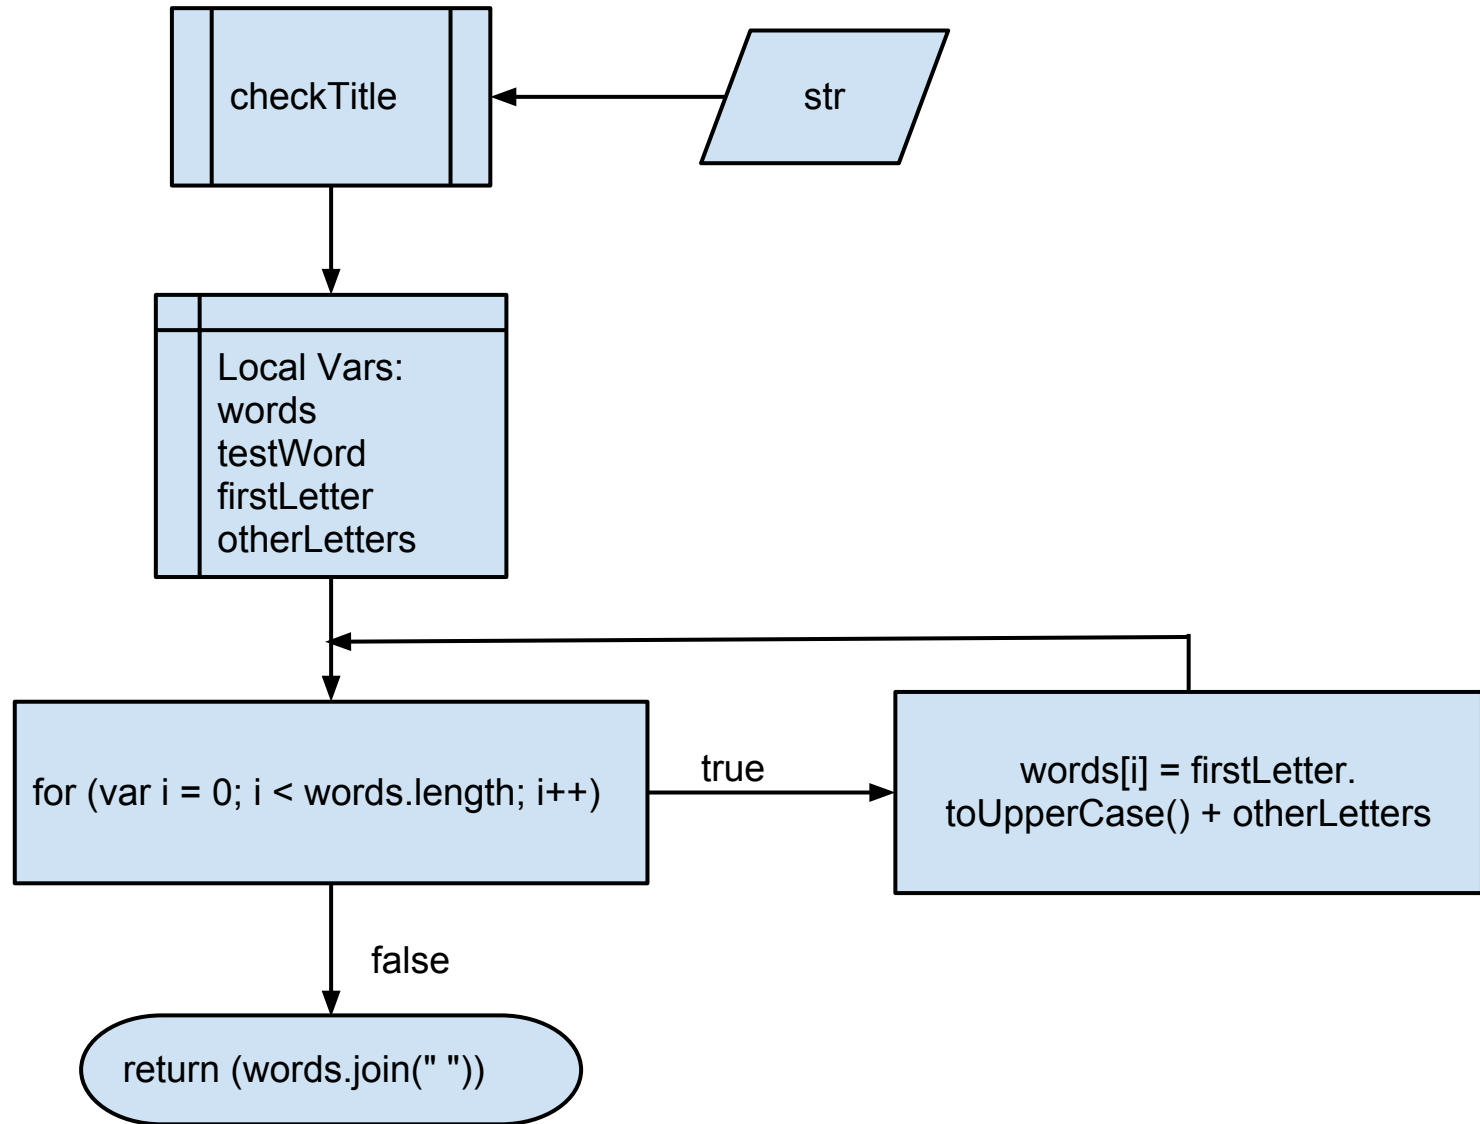 checkTitle
str
Local Vars:
words
testWord
firstLetter
otherLetters
for (var i = 0; i < words.length; i++)
true
words[i] = firstLetter.
toUpperCase() + otherLetters
false
return (words.join(" "))